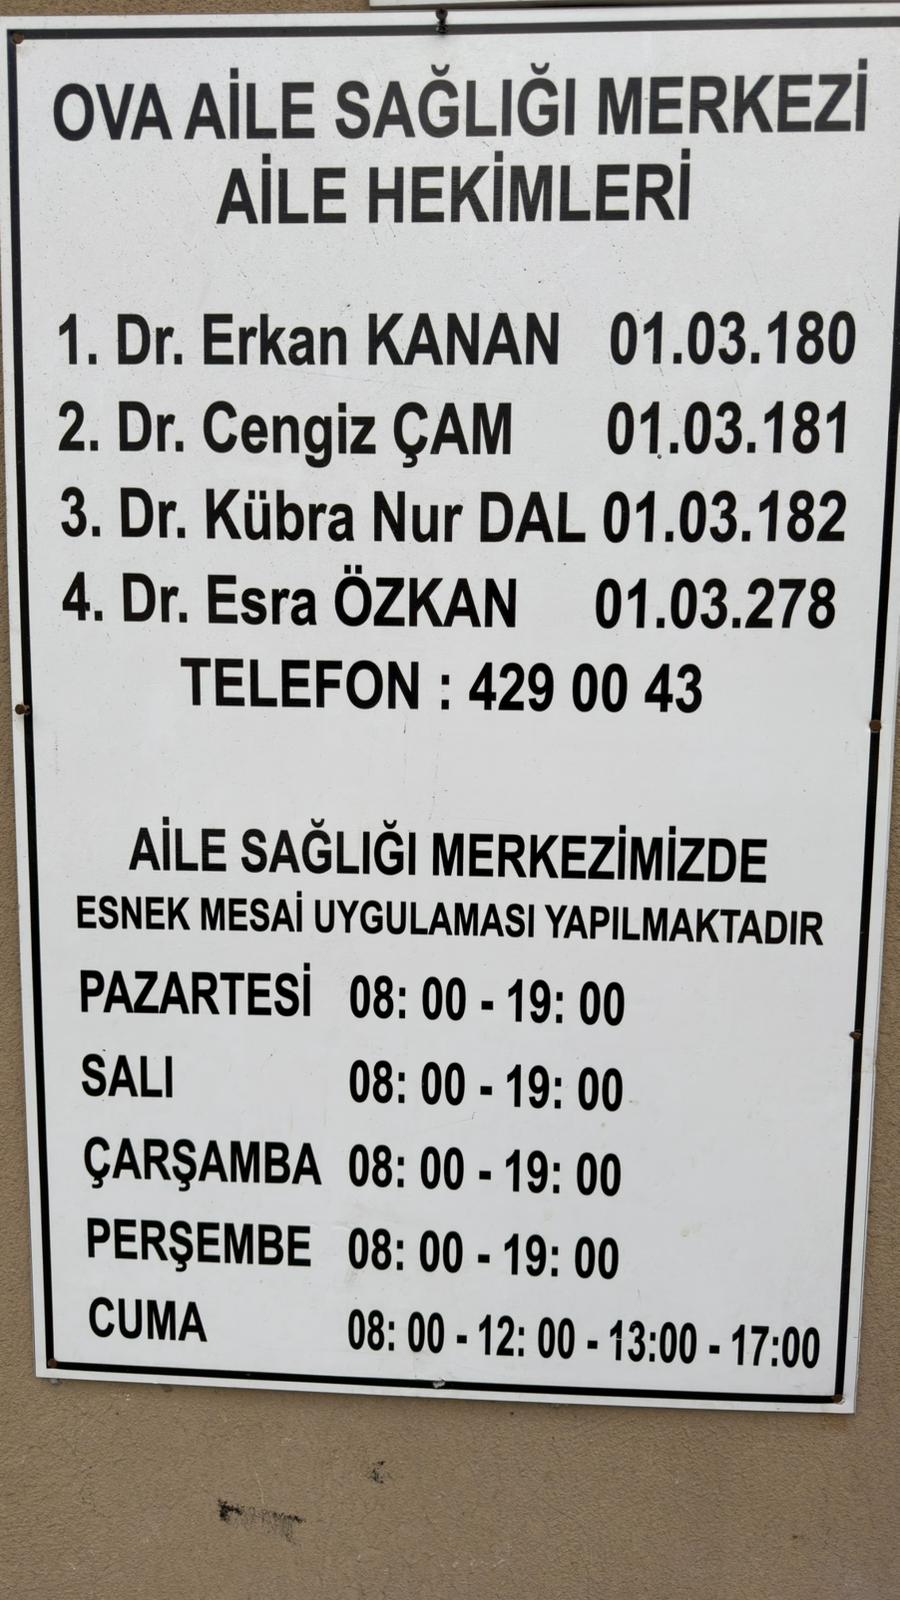 OVA AİLE SAĞLIĞI MERKEZİ
AİLE HEKİMLERİ
1. Dr. Erkan KANAN 01.03.180
2. Dr. Cengiz ÇAM 01.03.181
3. Dr. Kübra Nur DAL 01.03.182
4. Dr. Esra ÖZKAN 01.03.278
TELEFON : 429 00 43
AİLE SAĞLIĞI MERKEZİMİZDE
ESNEK MESAİ UYGULAMASI YAPILMAKTADIR
PAZARTESİ 08: 00 - 19: 00
SALI 08: 00 - 19: 00
ÇARŞAMBA 08: 00 - 19: 00
PERŞEMBE 08: 00 - 19: 00
CUMA 08: 00 - 12: 00 - 13:00 - 17:00